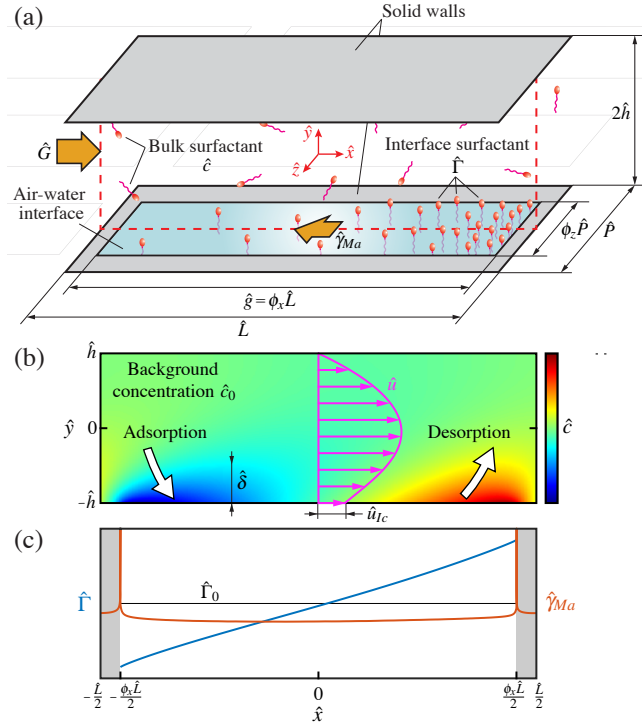 (a)
Solid walls
Ĝ
Bulk surfactant
ĉ
ŷ
x̂
ẑ
Interface surfactant
Γ̂
2ĥ
Air-water
interface
γ̂Ma
ϕzP̂
P̂
ĝ=ϕxL̂
L̂
(b)
ĥ
Background
concentration ĉ0
û
ŷ
0
Adsorption
Desorption
ĉ
δ̂
-ĥ
ûIc
(c)
Γ̂
Γ̂0
γ̂Ma
-L̂/2
-ϕxL̂/2
0
ϕxL̂/2
L̂/2
x̂